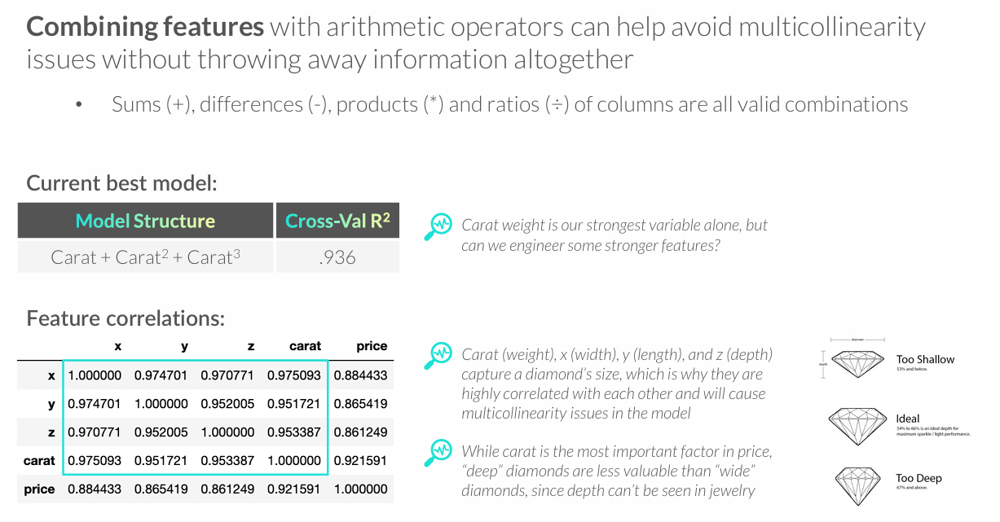 Combining features with arithmetic operators can help avoid multicollinearity
issues without throwing away information altogether
• Sums (+), differences (-), products (*) and ratios (÷) of columns are all valid combinations
Current best model:
Model Structure Cross-Val R²
Carat + Carat² + Carat³ .936
Carat weight is our strongest variable alone, but
can we engineer some stronger features?
Feature correlations:
x y z carat price
x 1.000000 0.974701 0.970771 0.975093 0.884433
y 0.974701 1.000000 0.952005 0.951721 0.865419
z 0.970771 0.952005 1.000000 0.953387 0.861249
carat 0.975093 0.951721 0.953387 1.000000 0.921591
price 0.884433 0.865419 0.861249 0.921591 1.000000
Carat (weight), x (width), y (length), and z (depth)
capture a diamond's size, which is why they are
highly correlated with each other and will cause
multicollinearity issues in the model
While carat is the most important factor in price,
“deep” diamonds are less valuable than “wide”
diamonds, since depth can't be seen in jewelry
diameter
depth
Too Shallow
53% and below.
Ideal
54% to 66% is an ideal depth for
maximum sparkle / light performance.
Too Deep
67% and above.